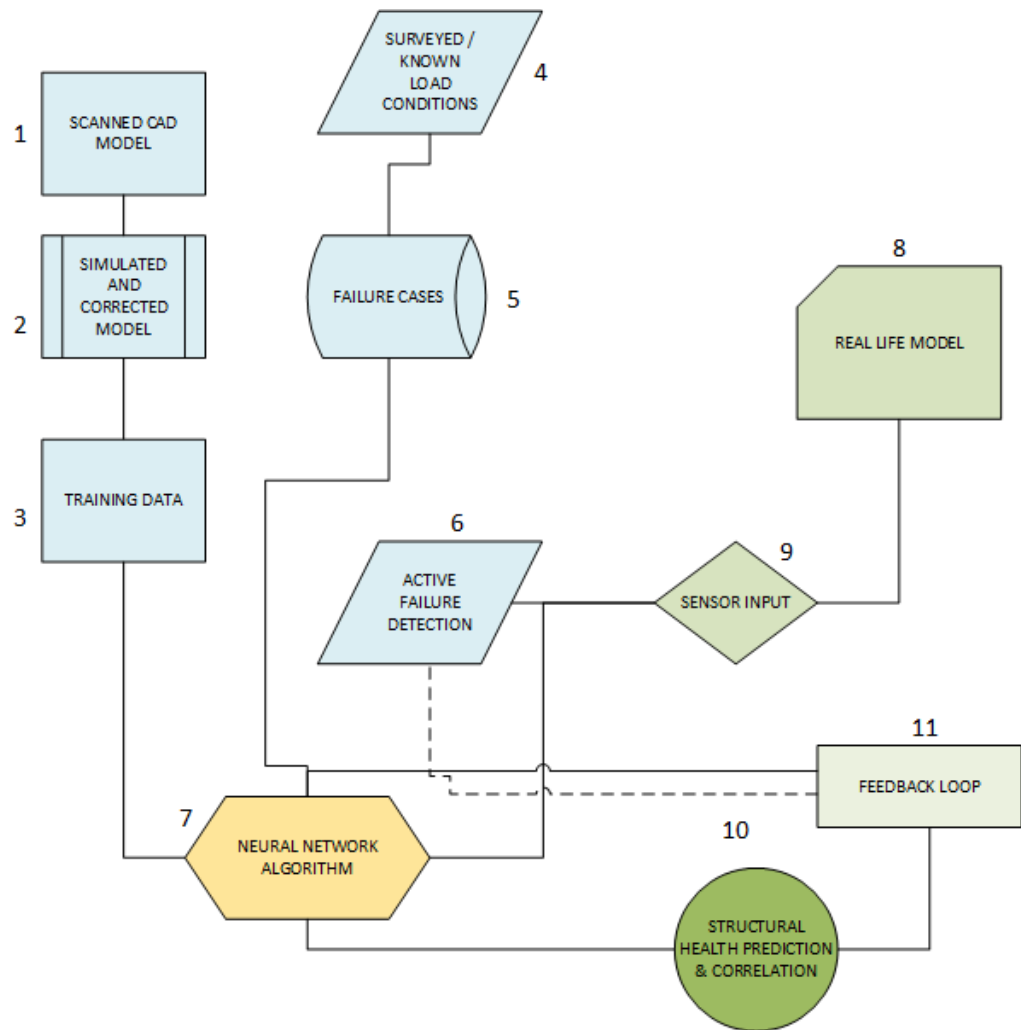 1
SCANNED CAD
MODEL
2
SIMULATED
AND
CORRECTED
MODEL
3
TRAINING DATA
4
SURVEYED /
KNOWN
LOAD
CONDITIONS
5
FAILURE CASES
6
ACTIVE
FAILURE
DETECTION
7
NEURAL NETWORK
ALGORITHM
8
REAL LIFE MODEL
9
SENSOR INPUT
10
STRUCTURAL
HEALTH PREDICTION
& CORRELATION
11
FEEDBACK LOOP